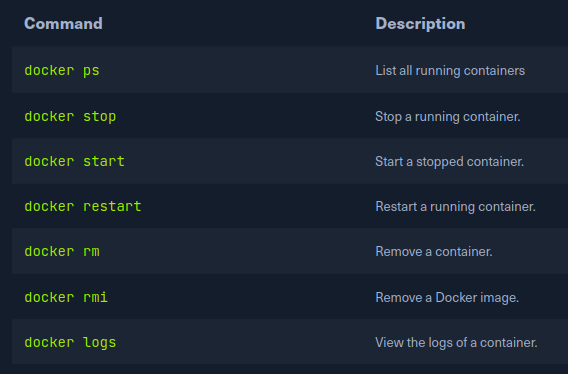 Command Description
docker ps List all running containers
docker stop Stop a running container.
docker start Start a stopped container.
docker restart Restart a running container.
docker rm Remove a container.
docker rmi Remove a Docker image.
docker logs View the logs of a container.